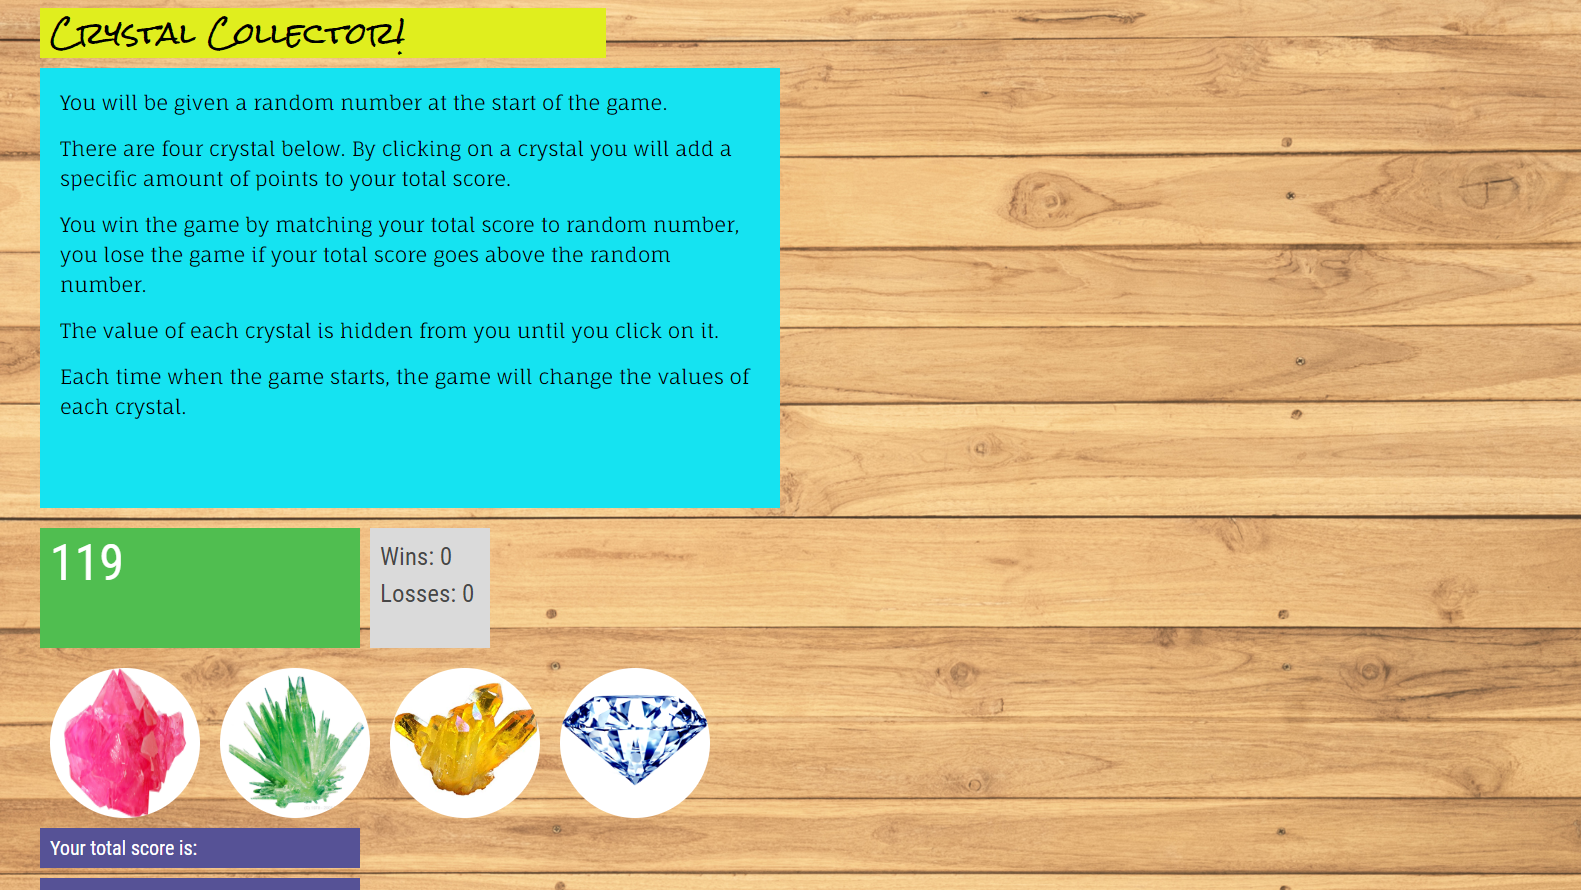 Crystal Collector!
You will be given a random number at the start of the game.
There are four crystal below. By clicking on a crystal you will add a
specific amount of points to your total score.
You win the game by matching your total score to random number,
you lose the game if your total score goes above the random
number.
The value of each crystal is hidden from you until you click on it.
Each time when the game starts, the game will change the values of
each crystal.
119
Wins: 0
Losses: 0
Your total score is: